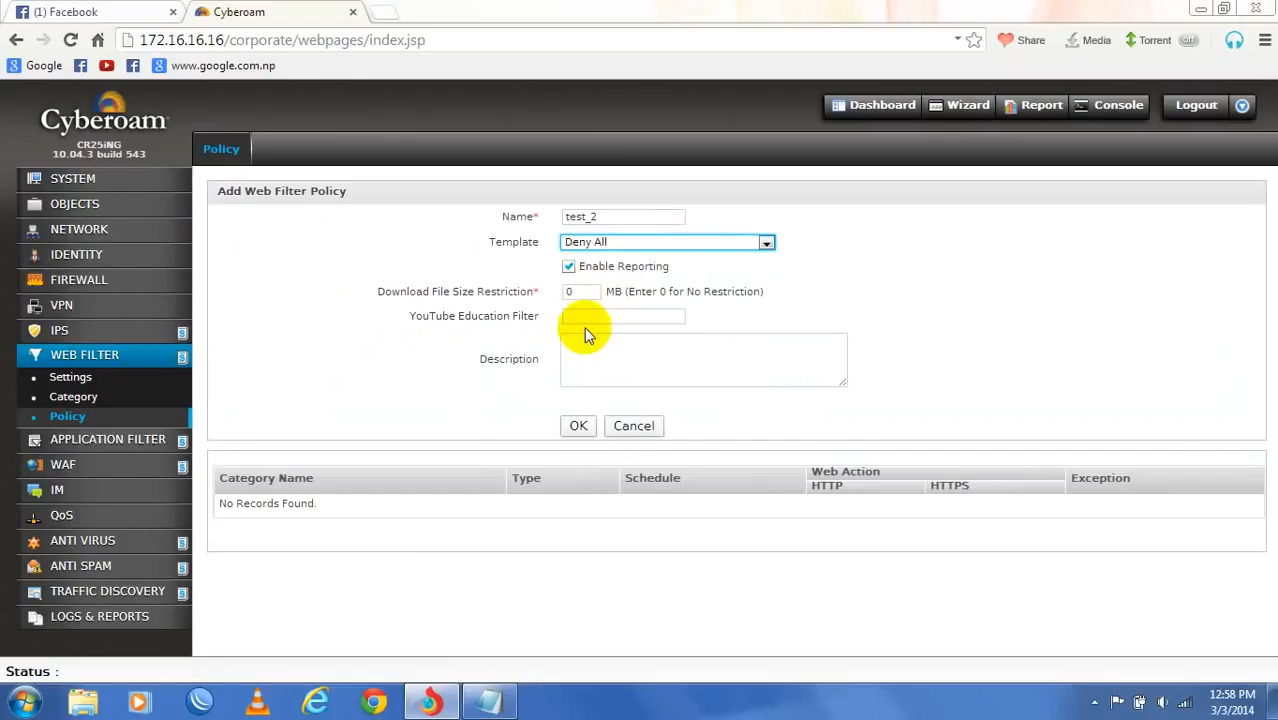 (1) Facebook
Cyberoam
172.16.16.16/corporate/webpages/index.jsp
Share
Media
Torrent
Off
Google
www.google.com.np
Cyberoam
CR25iNG
10.04.3 build 543
Dashboard
Wizard
Report
Console
Logout
Policy
SYSTEM
OBJECTS
NETWORK
IDENTITY
FIREWALL
VPN
IPS
WEB FILTER
Settings
Category
Policy
APPLICATION FILTER
WAF
IM
QoS
ANTI VIRUS
ANTI SPAM
TRAFFIC DISCOVERY
LOGS & REPORTS
Add Web Filter Policy
Name* test_2
Template Deny All
Enable Reporting
Download File Size Restriction* 0 MB (Enter 0 for No Restriction)
YouTube Education Filter
Description
OK Cancel
Category Name Type Schedule Web Action Exception
HTTP HTTPS
No Records Found.
Status :
12:58 PM
3/3/2014